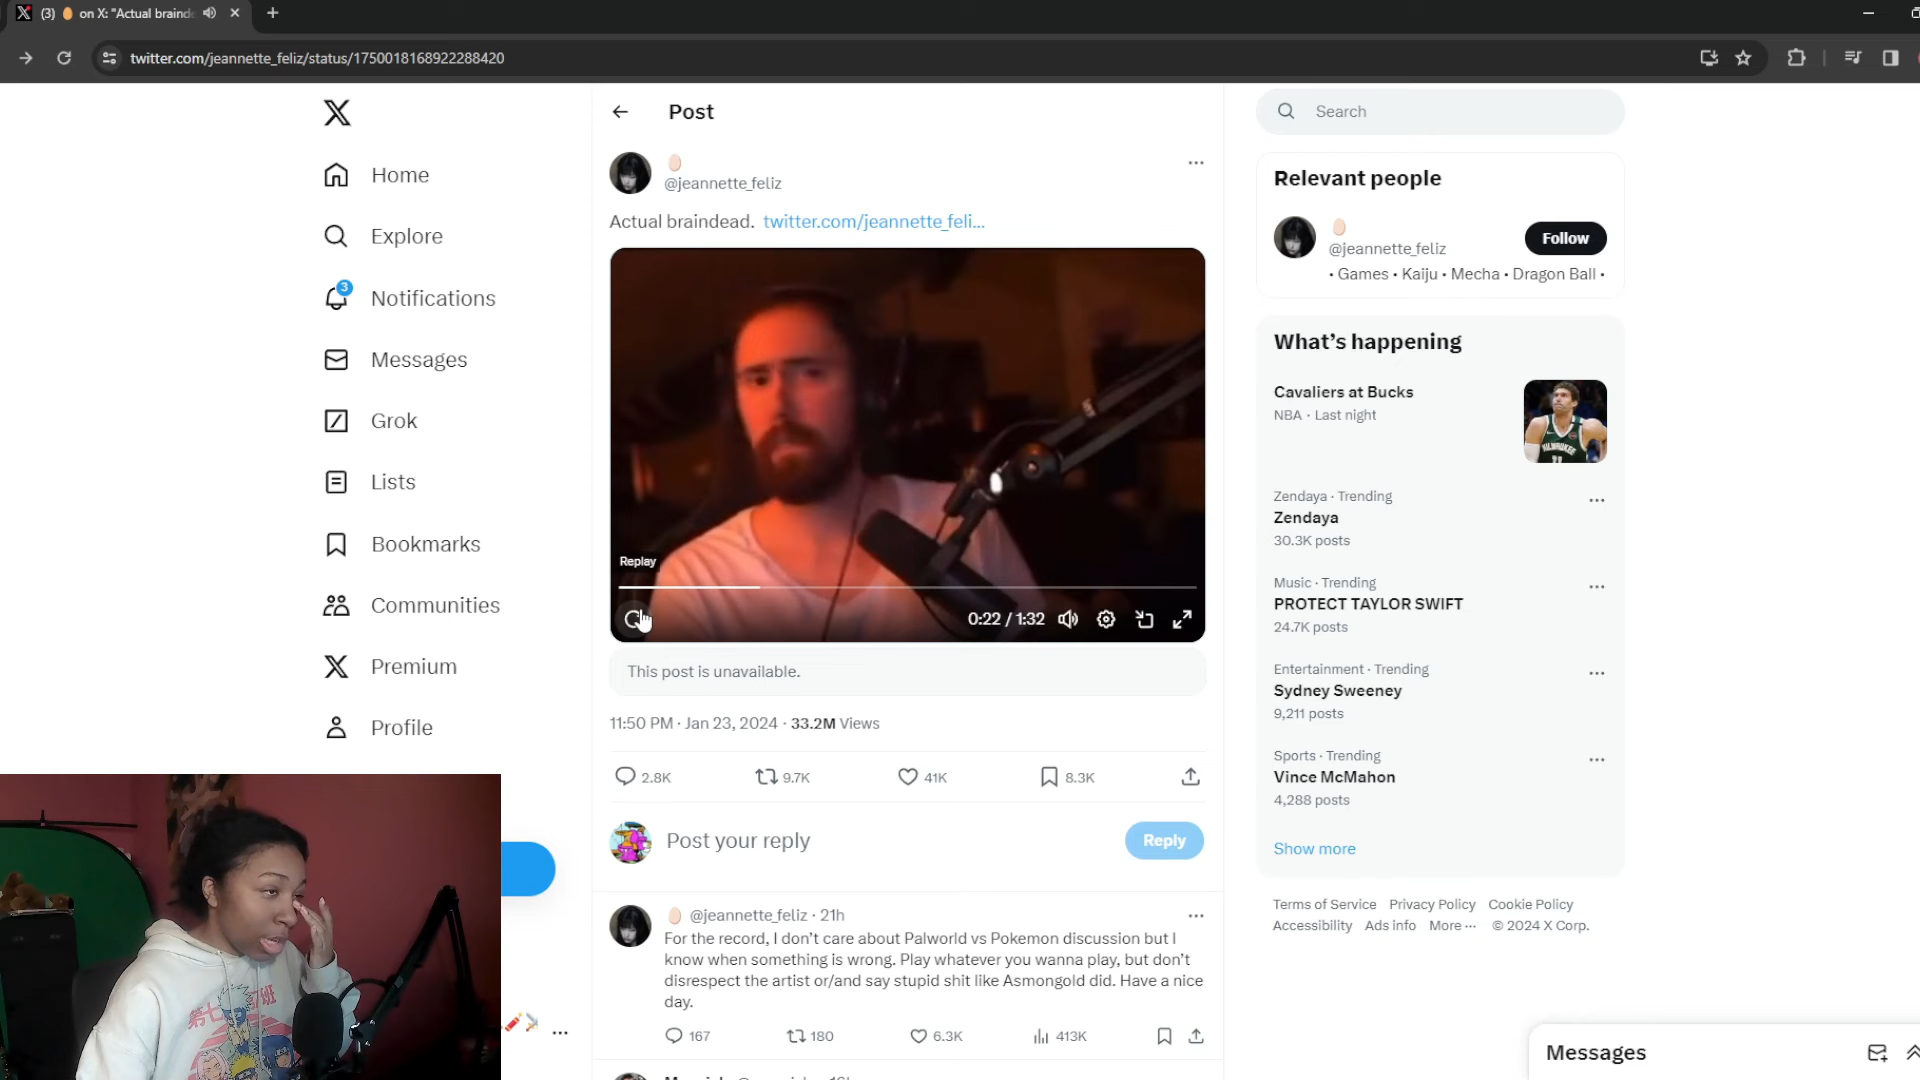 (3) 🥚 on X: "Actual braind
twitter.com/jeannette_feliz/status/1750018168922288420
Home
Explore
3
Notifications
Messages
Grok
Lists
Bookmarks
Communities
Premium
Profile
Post
@jeannette_feliz
Actual braindead. twitter.com/jeannette_feli...
Replay
0:22 / 1:32
This post is unavailable.
11:50 PM · Jan 23, 2024 · 33.2M Views
2.8K 9.7K 41K 8.3K
Post your reply
Reply
@jeannette_feliz · 21h
For the record, I don't care about Palworld vs Pokemon discussion but I
know when something is wrong. Play whatever you wanna play, but don't
disrespect the artist or/and say stupid shit like Asmongold did. Have a nice
day.
167 180 6.3K 413K
Search
Relevant people
@jeannette_feliz
Follow
• Games • Kaiju • Mecha • Dragon Ball •
What's happening
Cavaliers at Bucks
NBA · Last night
Zendaya · Trending
Zendaya
30.3K posts
Music · Trending
PROTECT TAYLOR SWIFT
24.7K posts
Entertainment · Trending
Sydney Sweeney
9,211 posts
Sports · Trending
Vince McMahon
4,288 posts
Show more
Terms of Service Privacy Policy Cookie Policy
Accessibility Ads info More ··· © 2024 X Corp.
Messages